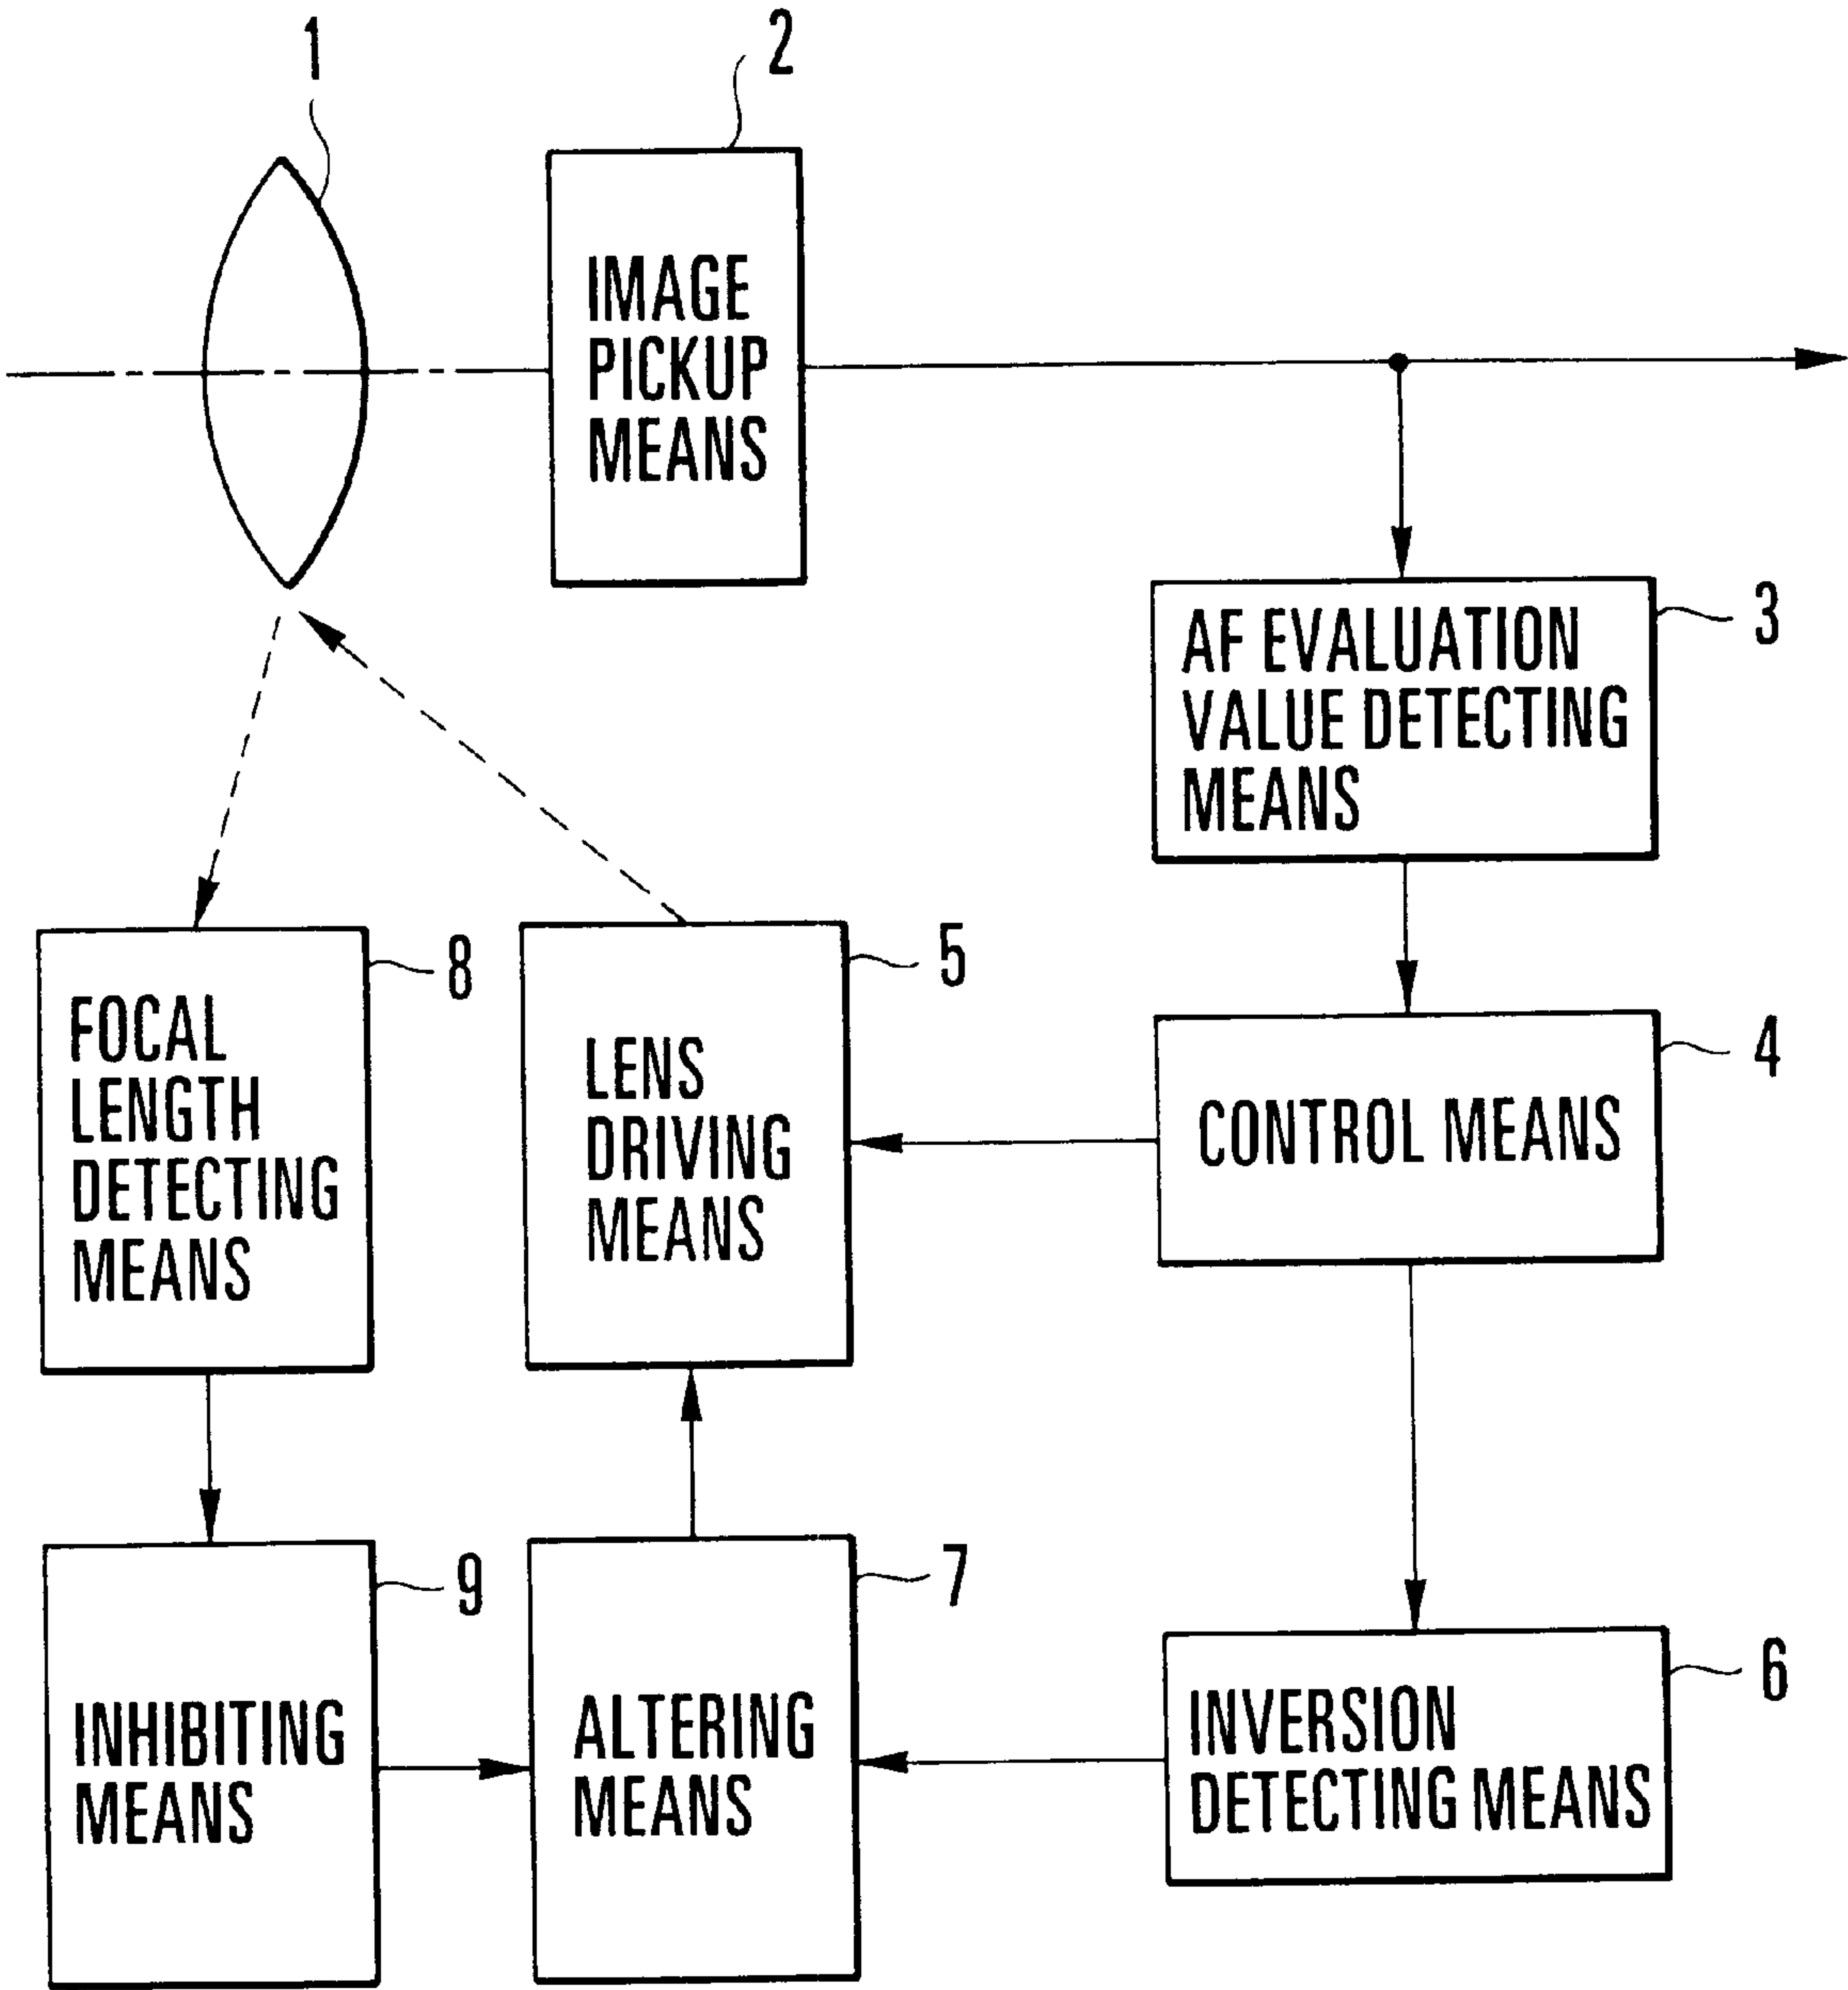 1
2
IMAGE
PICKUP
MEANS
AF EVALUATION
VALUE DETECTING
MEANS
3
FOCAL
LENGTH
DETECTING
MEANS
8
LENS
DRIVING
MEANS
5
CONTROL MEANS
4
INHIBITING
MEANS
9
ALTERING
MEANS
7
INVERSION
DETECTING MEANS
6